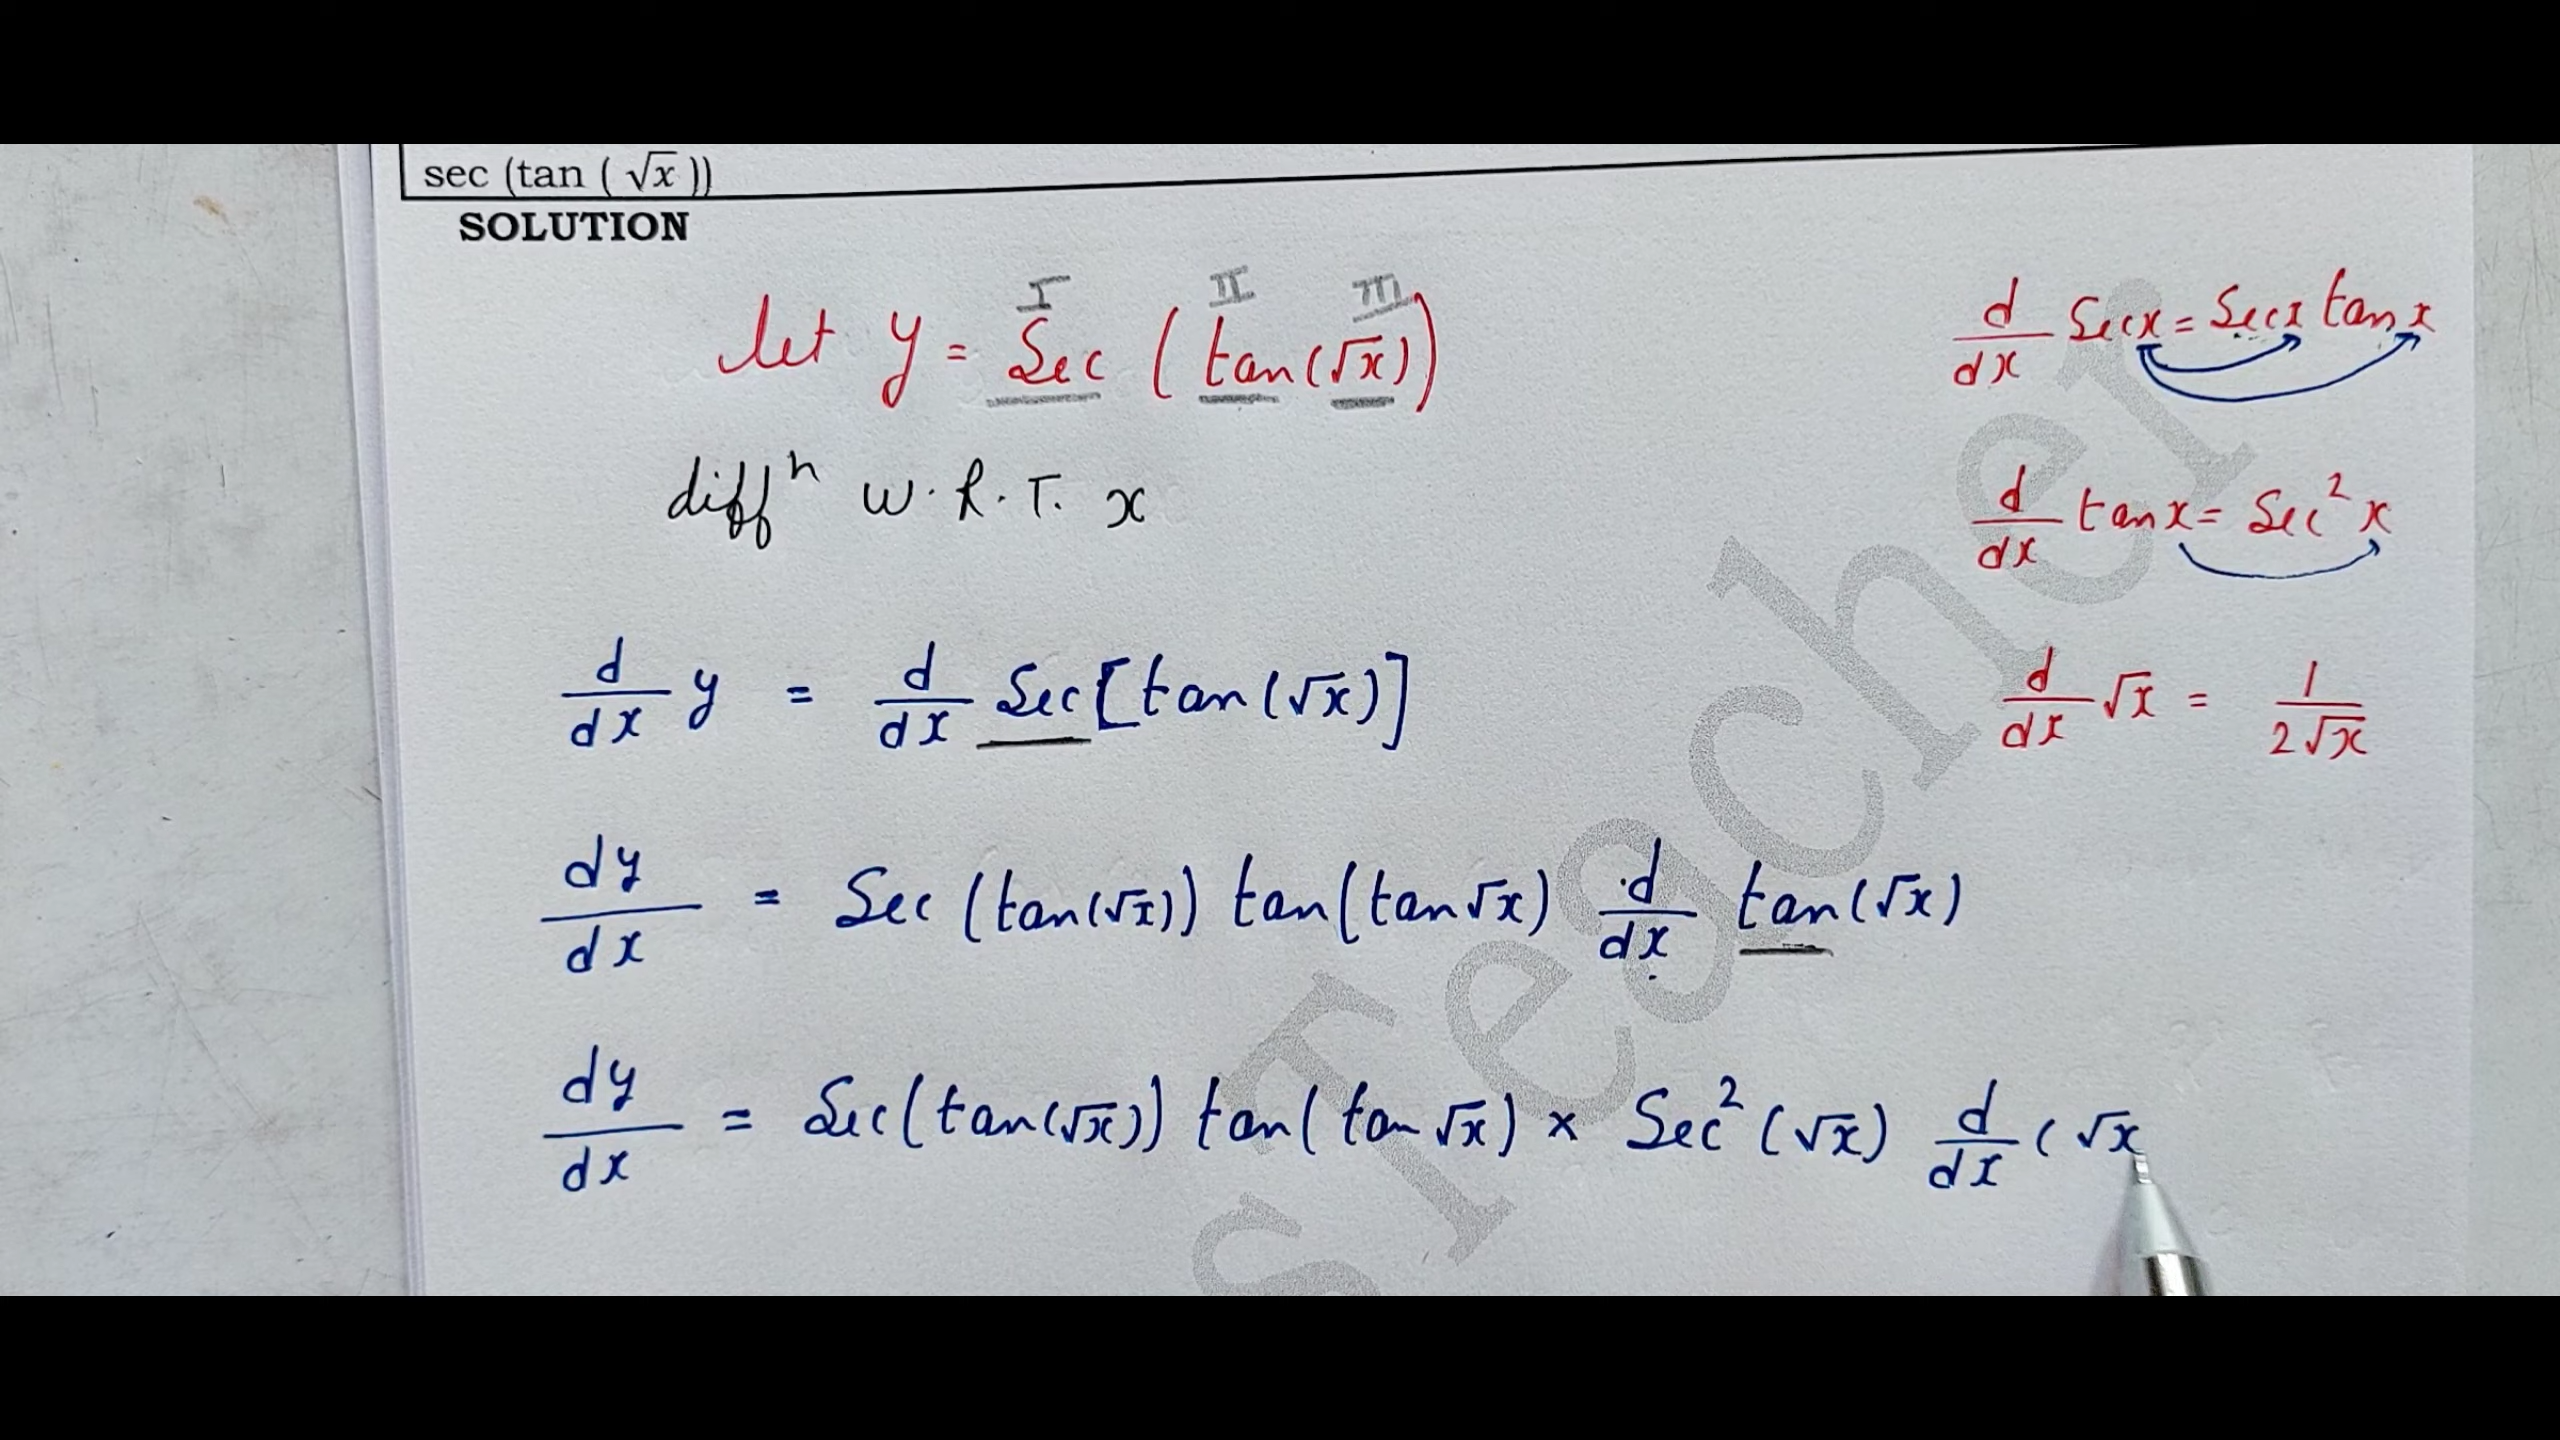 sec (tan ( √x ))
SOLUTION
I II III
let y = Sec ( tan (√x) )
d/dx Secx = Secx tanx
diffⁿ W.R.T. x
d/dx tanx = Sec² x
d/dx y = d/dx Sec [ tan (√x) ]
d/dx √x = 1/2√x
dy/dx = Sec (tan(√x)) tan(tan√x) d/dx tan (√x)
dy/dx = Sec(tan(√x)) tan( tan √x) × Sec² (√x) d/dx ( √x
sTeacher